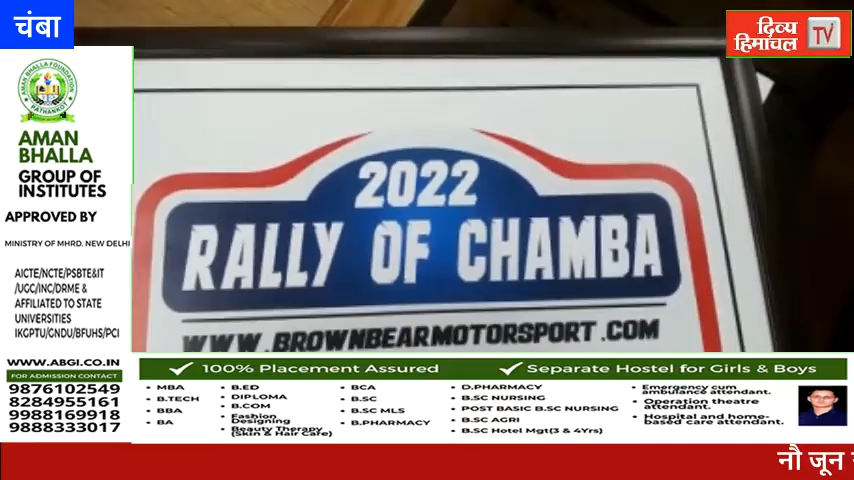 चंबा
दिव्य
हिमाचल
TV
AMAN BHALLA FOUNDATION
PATHANKOT
AMAN
BHALLA
GROUP OF
INSTITUTES
APPROVED BY
MINISTRY OF MHRD, NEW DELHI
AICTE/NCTE/PSBTE&IT
/UGC/INC/DRME &
AFFILIATED TO STATE
UNIVERSITIES
IKGPTU/GNDU/BFUHS/PCI
WWW.ABGI.CO.IN
FOR ADMISSION CONTACT
9876102549
8284955161
9988169918
9888333017
2022
RALLY OF CHAMBA
WWW.BROWNBEARMOTORSPORT.COM
100% Placement Assured
Separate Hostel for Girls & Boys
• MBA
• B.TECH
• BBA
• BA
• B.ED
• DIPLOMA
• B.COM
• Fashion
Designing
• Beauty Therapy
(Skin & Hair Care)
• BCA
• B.SC
• B.SC MLS
• B.PHARMACY
• D.PHARMACY
• B.SC NURSING
• POST BASIC B.SC NURSING
• B.SC AGRI
• B.SC Hotel Mgt(3 & 4Yrs)
• Emergency cum
ambulance attendant.
• Operation theatre
attendant.
• Hospital and home-
based care attendant.
नौ जून